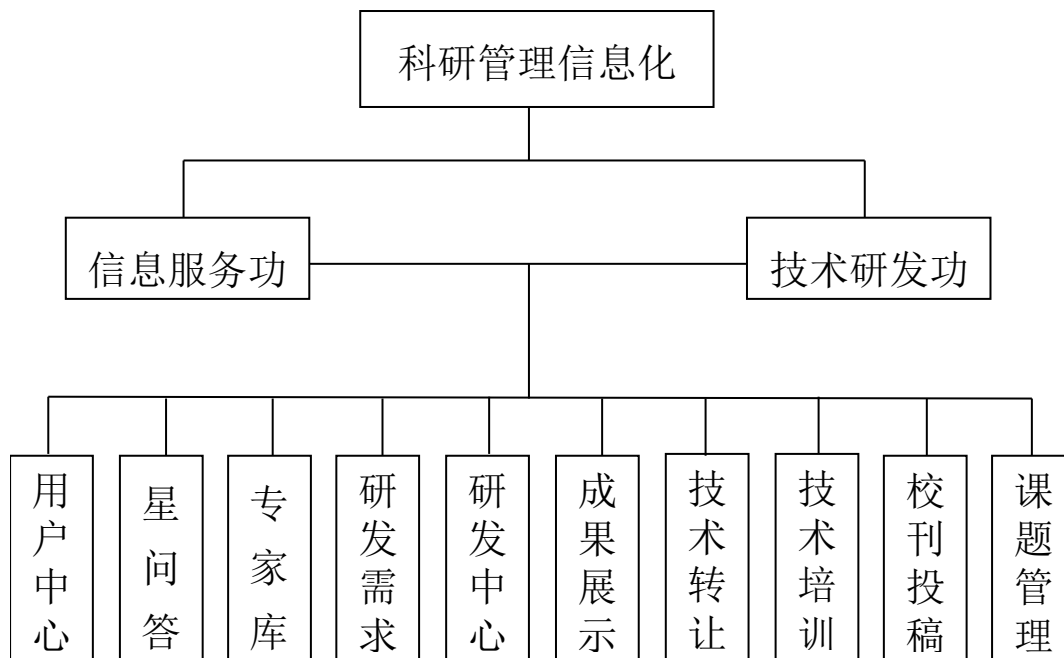 科研管理信息化
信息服务功
技术研发功
用户中心
星问答
专家库
研发需求
研发中心
成果展示
技术转让
技术培训
校刊投稿
课题管理